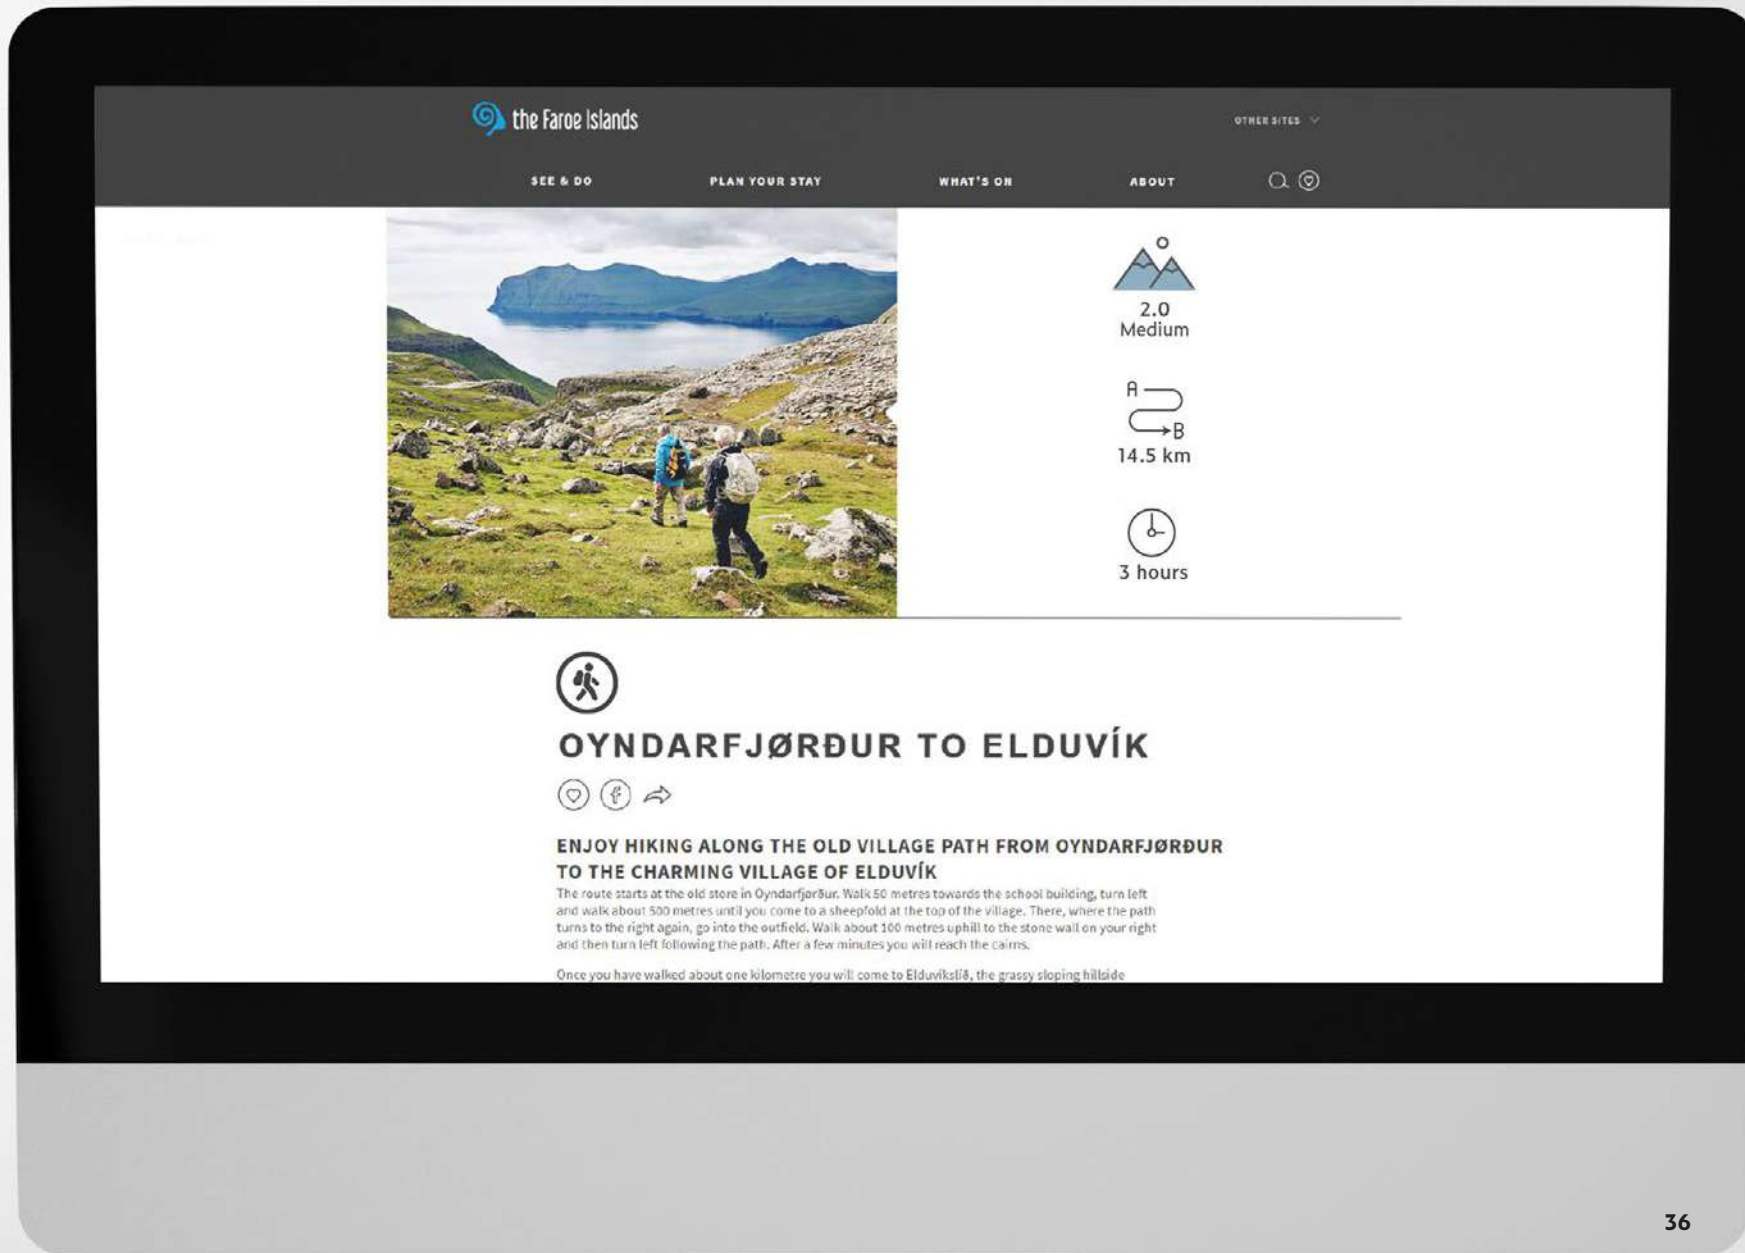 the Faroe Islands
OTHER SITES
SEE & DO
PLAN YOUR STAY
WHAT'S ON
ABOUT
2.0
Medium
A
B
14.5 km
3 hours
OYNDARFJØRÐUR TO ELDUVÍK
f
ENJOY HIKING ALONG THE OLD VILLAGE PATH FROM OYNDARFJØRÐUR
TO THE CHARMING VILLAGE OF ELDUVÍK
The route starts at the old store in Oyndarfjørður. Walk 50 metres towards the school building, turn left
and walk about 500 metres until you come to a sheepfold at the top of the village. There, where the path
turns to the right again, go into the outfield. Walk about 100 metres uphill to the stone wall on your right
and then turn left following the path. After a few minutes you will reach the cairns.
Once you have walked about one kilometre you will come to Elduvíkslíð, the grassy sloping hillside
36